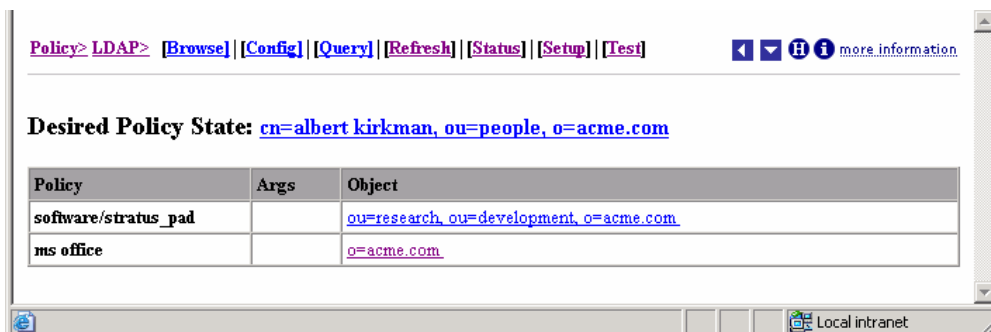 Policy> LDAP> [Browse] | [Config] | [Query] | [Refresh] | [Status] | [Setup] | [Test] H i more information
Desired Policy State: cn=albert kirkman, ou=people, o=acme.com
Policy Args Object
software/stratus_pad ou=research, ou=development, o=acme.com
ms office o=acme.com
Local intranet